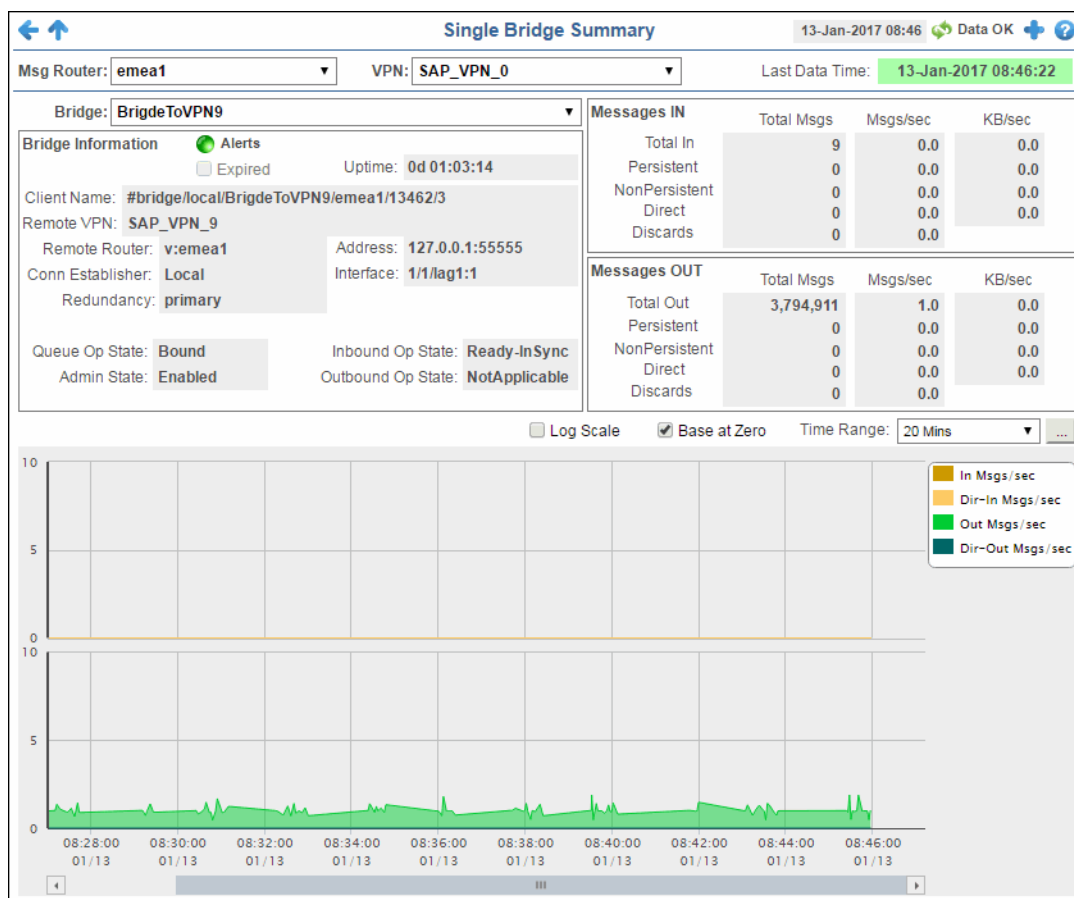 Single Bridge Summary
13-Jan-2017 08:46 Data OK
Msg Router: emea1 VPN: SAP_VPN_0 Last Data Time: 13-Jan-2017 08:46:22
Bridge: BrigdeToVPN9
Bridge Information Alerts
Expired Uptime: 0d 01:03:14
Client Name: #bridge/local/BrigdeToVPN9/emea1/13462/3
Remote VPN: SAP_VPN_9
Remote Router: v:emea1 Address: 127.0.0.1:55555
Conn Establisher: Local Interface: 1/1/lag1:1
Redundancy: primary
Queue Op State: Bound Inbound Op State: Ready-InSync
Admin State: Enabled Outbound Op State: NotApplicable
Messages IN Total Msgs Msgs/sec KB/sec
Total In 9 0.0 0.0
Persistent 0 0.0 0.0
NonPersistent 0 0.0 0.0
Direct 0 0.0 0.0
Discards 0 0.0
Messages OUT Total Msgs Msgs/sec KB/sec
Total Out 3,794,911 1.0 0.0
Persistent 0 0.0 0.0
NonPersistent 0 0.0 0.0
Direct 0 0.0 0.0
Discards 0 0.0
Log Scale Base at Zero Time Range: 20 Mins ...
10
5
0
In Msgs/sec
Dir-In Msgs/sec
Out Msgs/sec
Dir-Out Msgs/sec
10
5
0
08:28:00 08:30:00 08:32:00 08:34:00 08:36:00 08:38:00 08:40:00 08:42:00 08:44:00 08:46:00
01/13 01/13 01/13 01/13 01/13 01/13 01/13 01/13 01/13 01/13